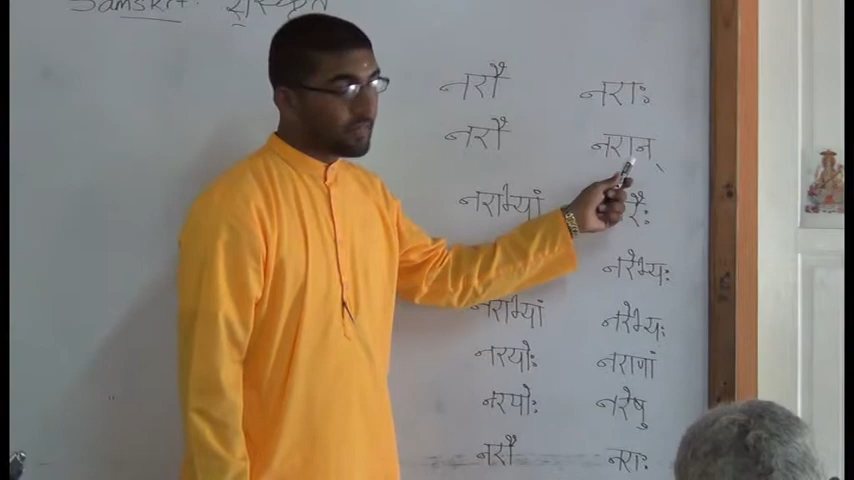 Samskrit. संस्कृत
नरौ नराः
नरौ नरान्
नराभ्यां रैः
नरेभ्यः
नराभ्यां नरेभ्यः
नरयोः नराणां
नरयोः नरेषु
नरौ नराः